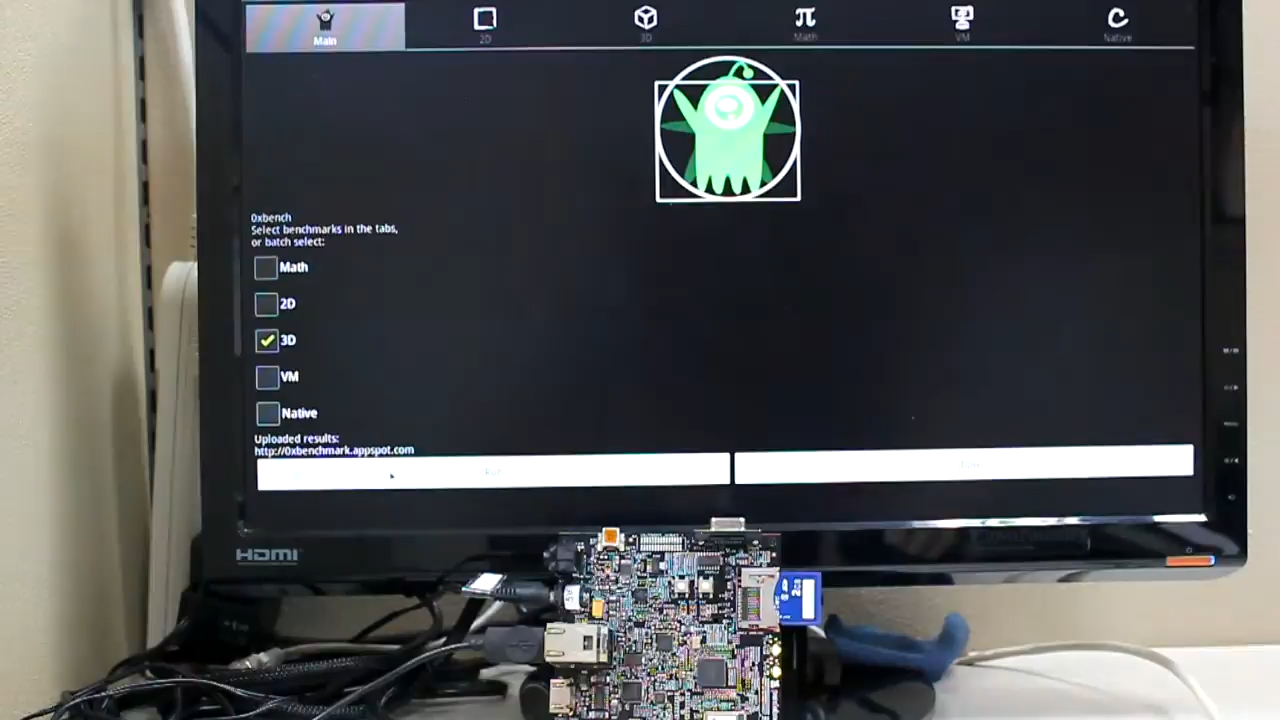 Main
2D
3D
Math
VM
Native
0xbench
Select benchmarks in the tabs,
or batch select:
Math
2D
3D
VM
Native
Uploaded results:
http://0xbenchmark.appspot.com
Run
HDMI